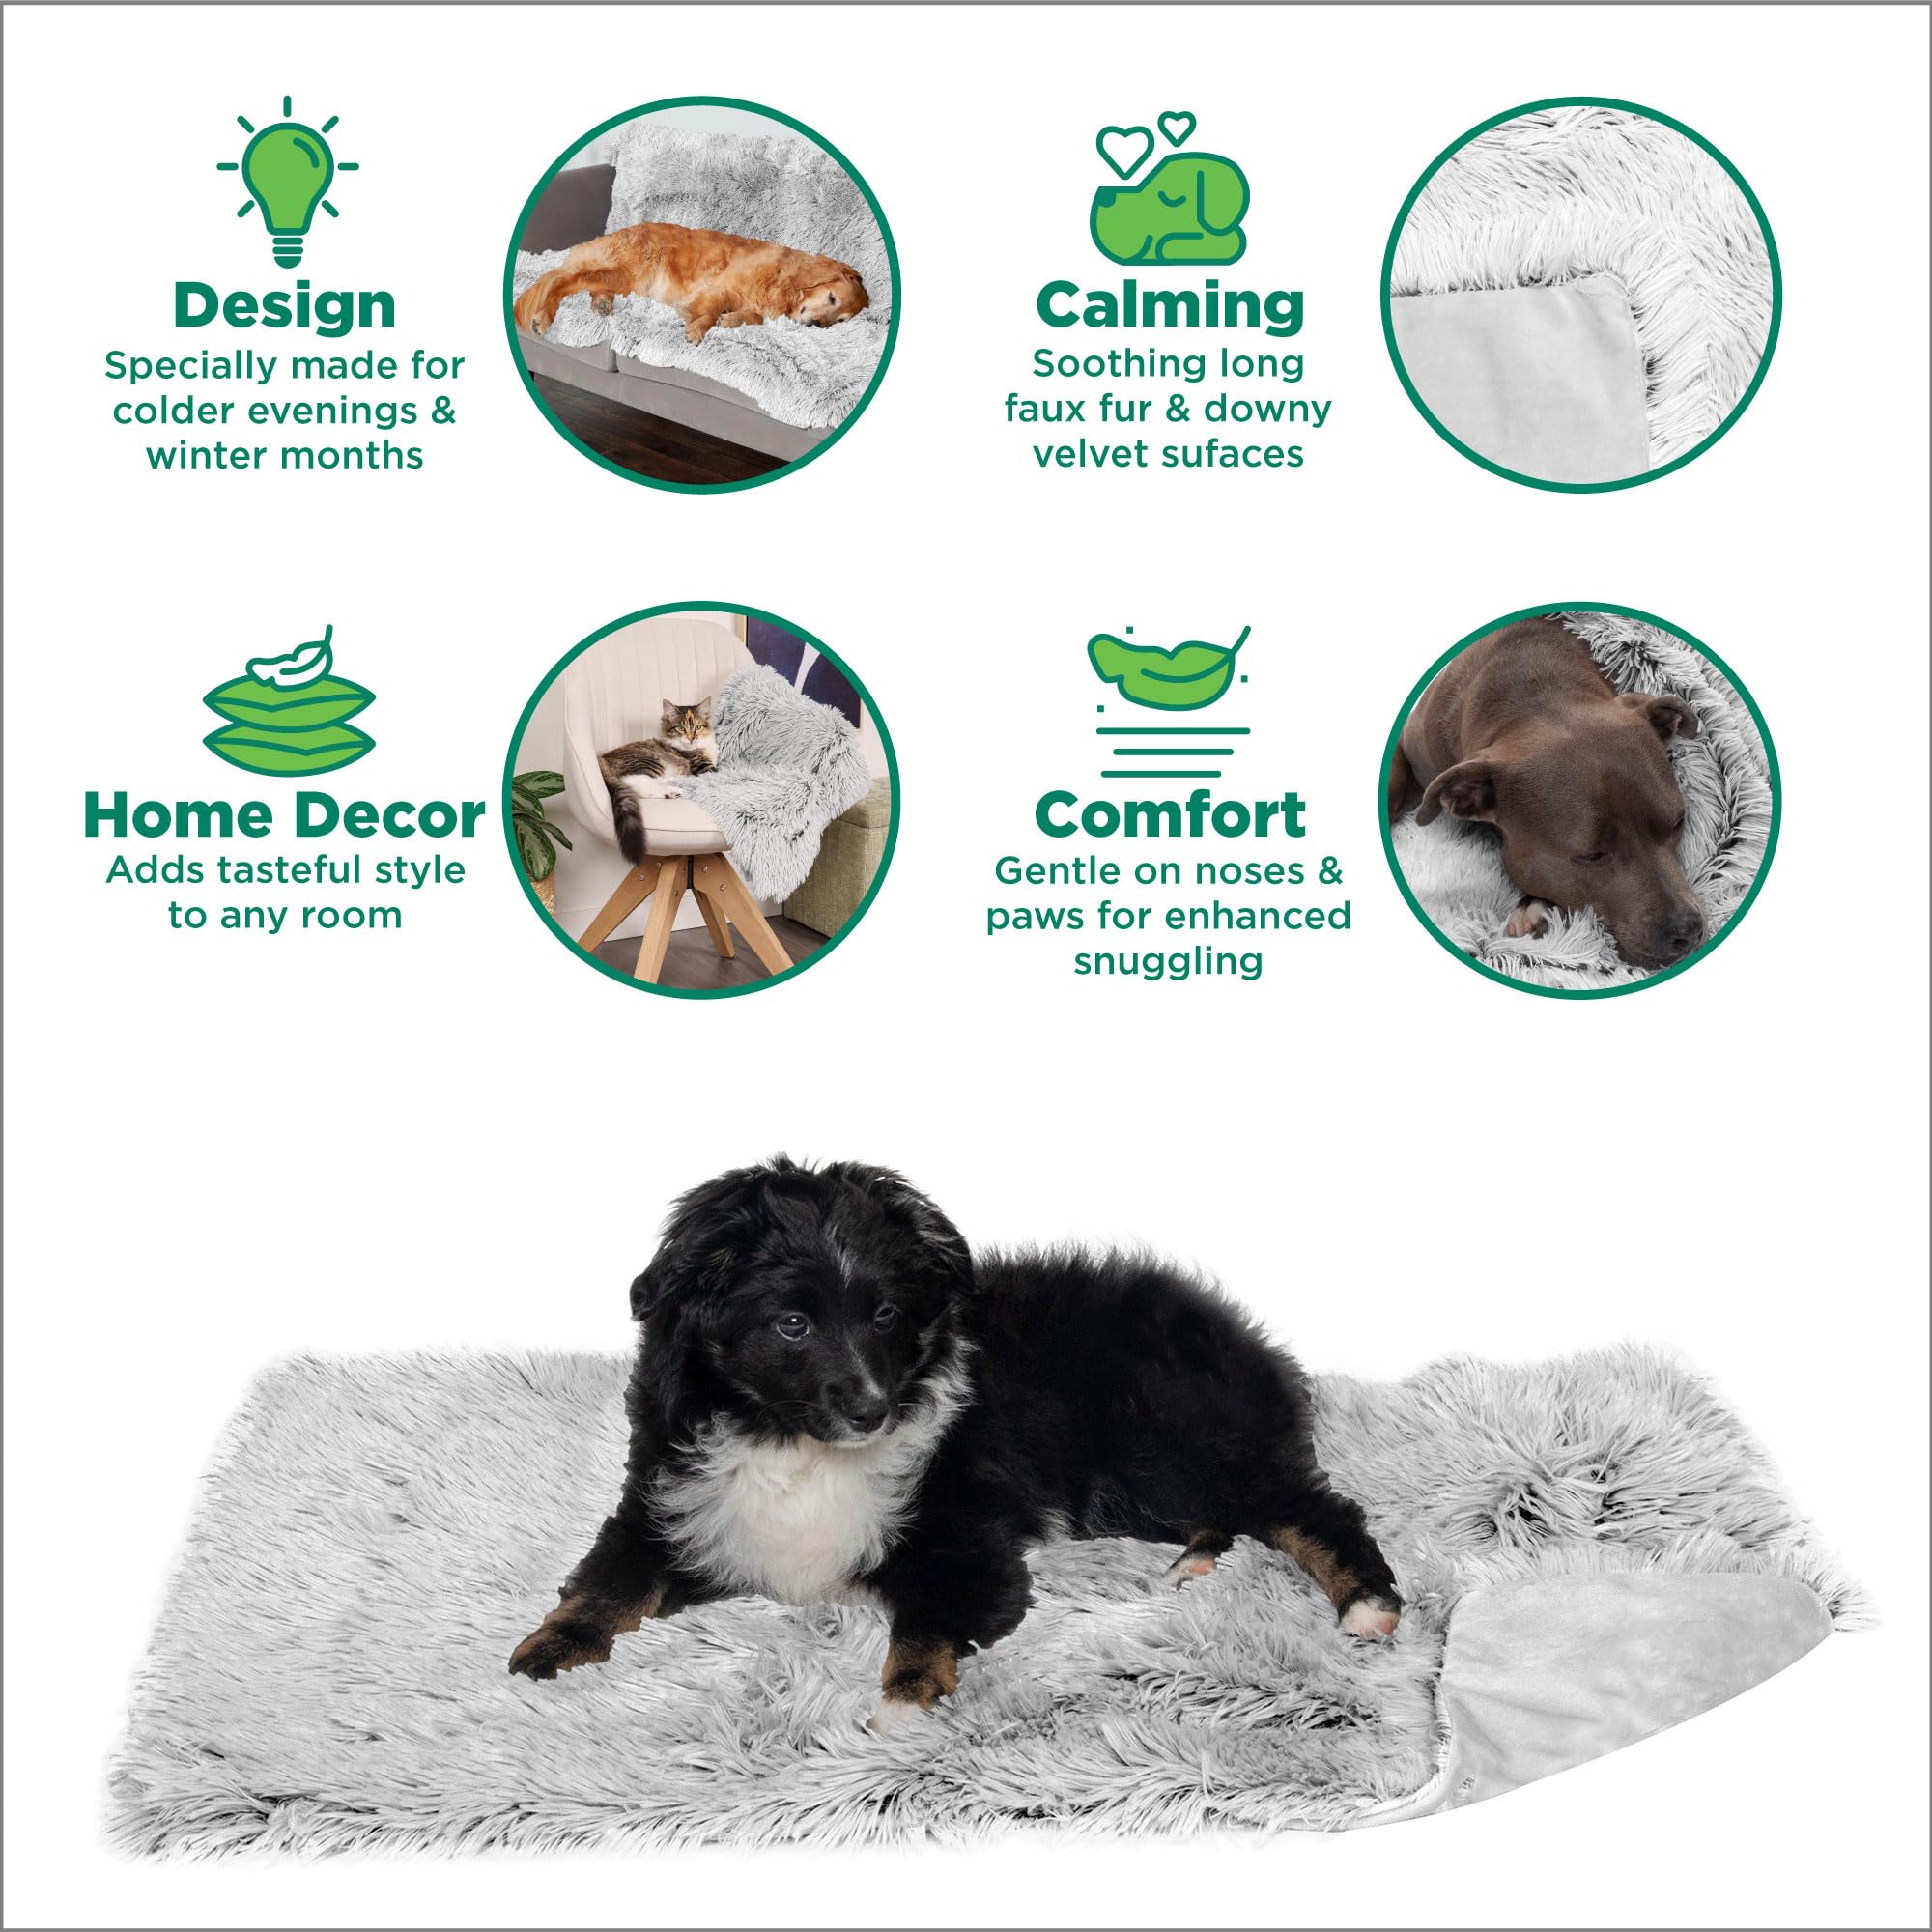 Design
Specially made for
colder evenings &
winter months
Calming
Soothing long
faux fur & downy
velvet sufaces
Home Decor
Adds tasteful style
to any room
Comfort
Gentle on noses &
paws for enhanced
snuggling